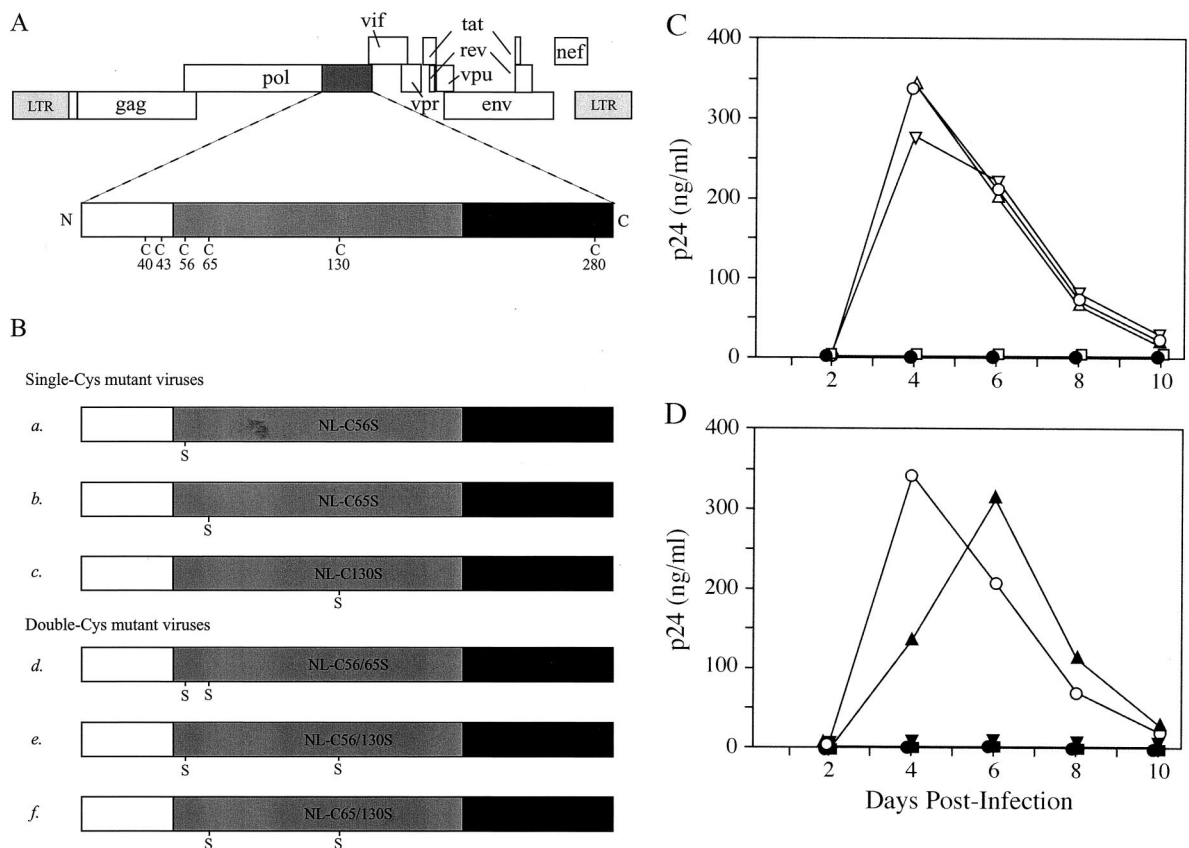 A
vif
tat
rev
nef
pol
vpu
LTR
gag
vpr
env
LTR
N
C
C C C C C C
40 43 56 65 130 280
B
Single-Cys mutant viruses
a.
NL-C56S
S
b.
NL-C65S
S
c.
NL-C130S
S
Double-Cys mutant viruses
d.
NL-C56/65S
S S
e.
NL-C56/130S
S S
f.
NL-C65/130S
S S
C
p24 (ng/ml)
400
300
200
100
0
2 4 6 8 10
D
p24 (ng/ml)
400
300
200
100
0
2 4 6 8 10
Days Post-Infection